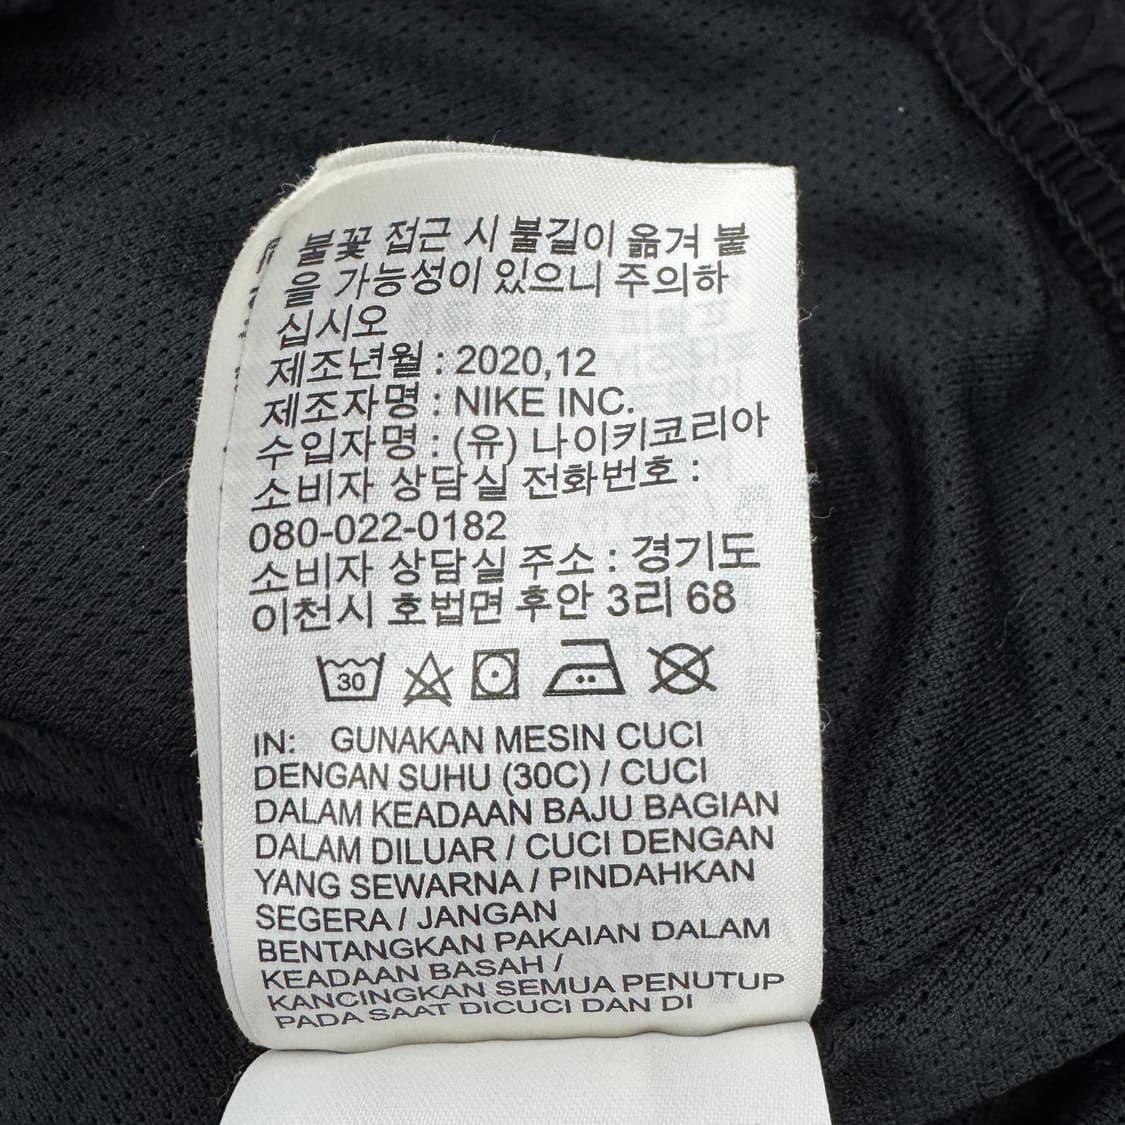 불꽃 접근 시 불길이 옮겨 붙
을 가능성이 있으니 주의하
십시오
제조년월 : 2020,12
제조자명 : NIKE INC.
수입자명 : (유) 나이키코리아
소비자 상담실 전화번호 :
080-022-0182
소비자 상담실 주소 : 경기도
이천시 호법면 후안 3리 68
30
IN: GUNAKAN MESIN CUCI
DENGAN SUHU (30C) / CUCI
DALAM KEADAAN BAJU BAGIAN
DALAM DILUAR / CUCI DENGAN
YANG SEWARNA / PINDAHKAN
SEGERA / JANGAN
BENTANGKAN PAKAIAN DALAM
KEADAAN BASAH /
KANCINGKAN SEMUA PENUTUP
PADA SAAT DICUCI DAN DI